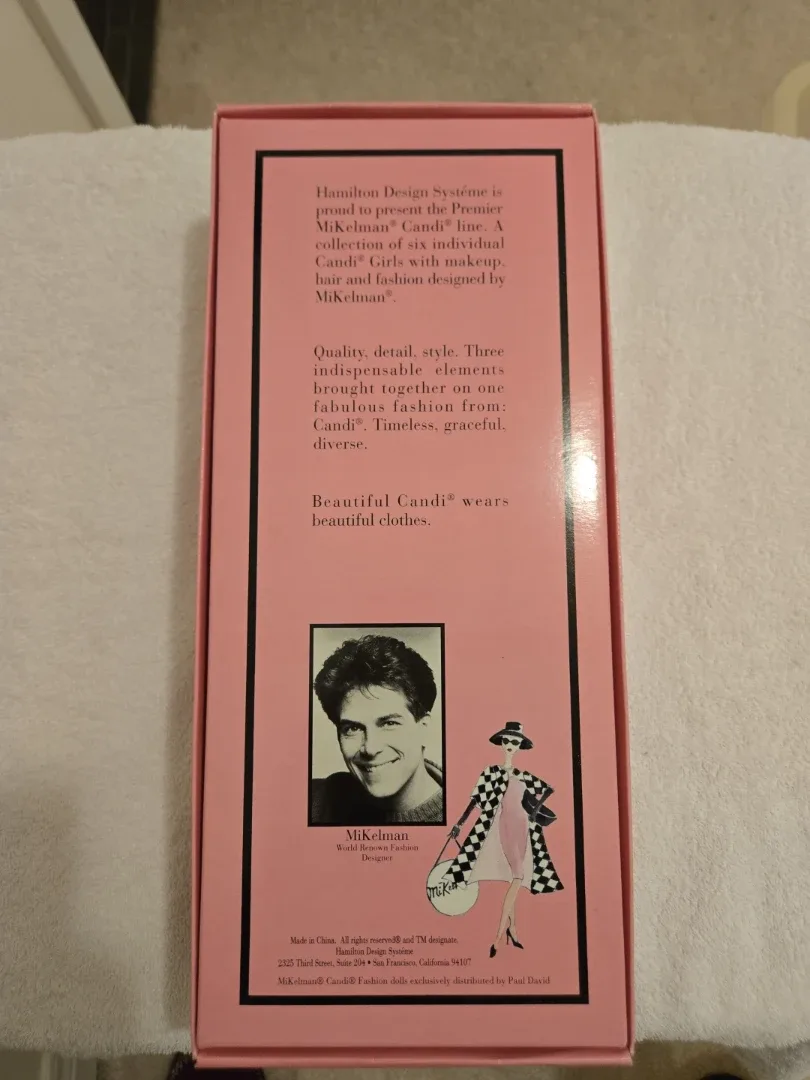 Hamilton Design Systéme is
proud to present the Premier
MiKelman® Candi® line. A
collection of six individual
Candi® Girls with makeup,
hair and fashion designed by
MiKelman®.
Quality, detail, style. Three
indispensable elements
brought together on one
fabulous fashion from:
Candi®. Timeless, graceful,
diverse.
Beautiful Candi® wears
beautiful clothes.
MiKelman
World Renown Fashion
Designer
Made in China. All rights reserved® and TM designate.
Hamilton Design Systéme
2325 Third Street, Suite 204 • San Francisco, California 94107
MiKelman® Candi® Fashion dolls exclusively distributed by Paul David